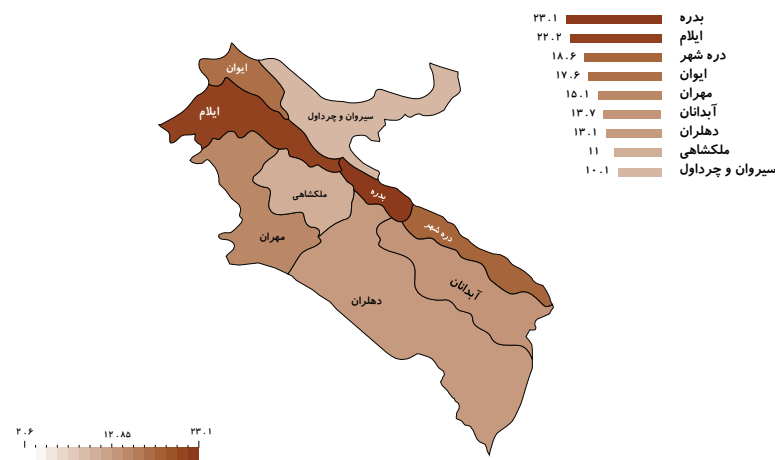 بدره ۲۳.۱
ایلام ۲۲.۲
دره شهر ۱۸.۶
ایوان ۱۷.۶
مهران ۱۵.۱
آبدانان ۱۳.۷
دهلران ۱۳.۱
ملکشاهی ۱۱
سیروان و چرداول ۱۰.۱
ایوان
ایلام
سیروان و چرداول
ملکشاهی
بدره
دره شهر
مهران
آبدانان
دهلران
۲.۶ ۱۲.۸۵ ۲۳.۱